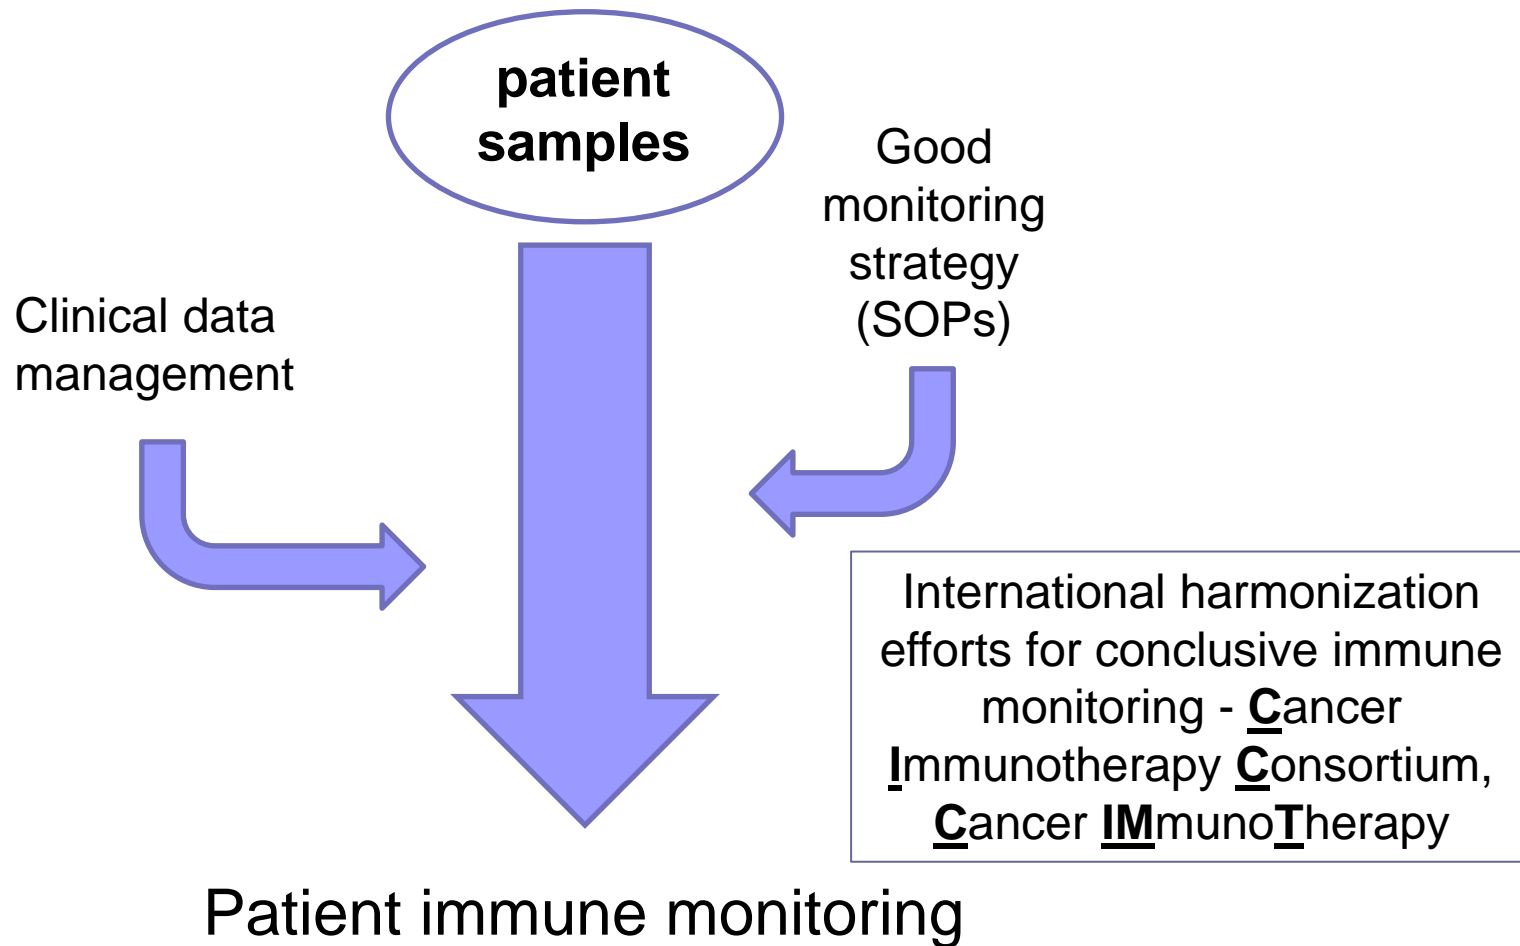 patient
samples
Good
monitoring
strategy
(SOPs)
Clinical data
management
International harmonization
efforts for conclusive immune
monitoring - Cancer
Immunotherapy Consortium,
Cancer IMmunoTherapy
Patient immune monitoring